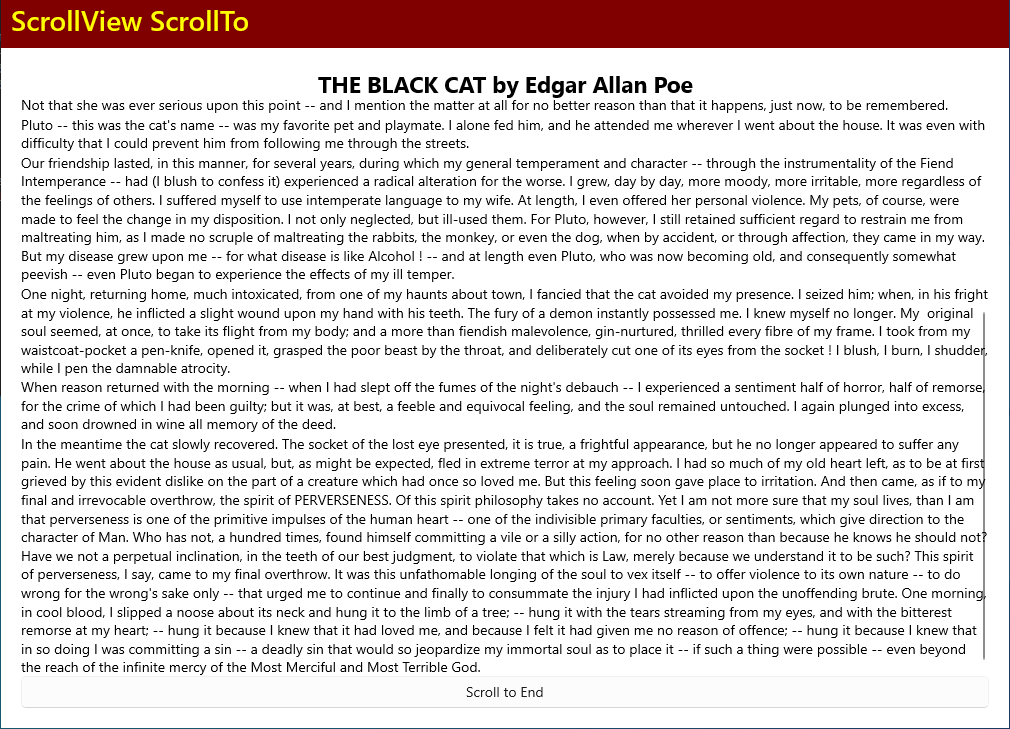 ScrollView ScrollTo
THE BLACK CAT by Edgar Allan Poe
Not that she was ever serious upon this point -- and I mention the matter at all for no better reason than that it happens, just now, to be remembered.
Pluto -- this was the cat's name -- was my favorite pet and playmate. I alone fed him, and he attended me wherever I went about the house. It was even with
difficulty that I could prevent him from following me through the streets.
Our friendship lasted, in this manner, for several years, during which my general temperament and character -- through the instrumentality of the Fiend
Intemperance -- had (I blush to confess it) experienced a radical alteration for the worse. I grew, day by day, more moody, more irritable, more regardless of
the feelings of others. I suffered myself to use intemperate language to my wife. At length, I even offered her personal violence. My pets, of course, were
made to feel the change in my disposition. I not only neglected, but ill-used them. For Pluto, however, I still retained sufficient regard to restrain me from
maltreating him, as I made no scruple of maltreating the rabbits, the monkey, or even the dog, when by accident, or through affection, they came in my way.
But my disease grew upon me -- for what disease is like Alcohol ! -- and at length even Pluto, who was now becoming old, and consequently somewhat
peevish -- even Pluto began to experience the effects of my ill temper.
One night, returning home, much intoxicated, from one of my haunts about town, I fancied that the cat avoided my presence. I seized him; when, in his fright
at my violence, he inflicted a slight wound upon my hand with his teeth. The fury of a demon instantly possessed me. I knew myself no longer. My  original
soul seemed, at once, to take its flight from my body; and a more than fiendish malevolence, gin-nurtured, thrilled every fibre of my frame. I took from my
waistcoat-pocket a pen-knife, opened it, grasped the poor beast by the throat, and deliberately cut one of its eyes from the socket ! I blush, I burn, I shudder,
while I pen the damnable atrocity.
When reason returned with the morning -- when I had slept off the fumes of the night's debauch -- I experienced a sentiment half of horror, half of remorse,
for the crime of which I had been guilty; but it was, at best, a feeble and equivocal feeling, and the soul remained untouched. I again plunged into excess,
and soon drowned in wine all memory of the deed.
In the meantime the cat slowly recovered. The socket of the lost eye presented, it is true, a frightful appearance, but he no longer appeared to suffer any
pain. He went about the house as usual, but, as might be expected, fled in extreme terror at my approach. I had so much of my old heart left, as to be at first
grieved by this evident dislike on the part of a creature which had once so loved me. But this feeling soon gave place to irritation. And then came, as if to my
final and irrevocable overthrow, the spirit of PERVERSENESS. Of this spirit philosophy takes no account. Yet I am not more sure that my soul lives, than I am
that perverseness is one of the primitive impulses of the human heart -- one of the indivisible primary faculties, or sentiments, which give direction to the
character of Man. Who has not, a hundred times, found himself committing a vile or a silly action, for no other reason than because he knows he should not?
Have we not a perpetual inclination, in the teeth of our best judgment, to violate that which is Law, merely because we understand it to be such? This spirit
of perverseness, I say, came to my final overthrow. It was this unfathomable longing of the soul to vex itself -- to offer violence to its own nature -- to do
wrong for the wrong's sake only -- that urged me to continue and finally to consummate the injury I had inflicted upon the unoffending brute. One morning,
in cool blood, I slipped a noose about its neck and hung it to the limb of a tree; -- hung it with the tears streaming from my eyes, and with the bitterest
remorse at my heart; -- hung it because I knew that it had loved me, and because I felt it had given me no reason of offence; -- hung it because I knew that
in so doing I was committing a sin -- a deadly sin that would so jeopardize my immortal soul as to place it -- if such a thing were possible -- even beyond
the reach of the infinite mercy of the Most Merciful and Most Terrible God.
Scroll to End